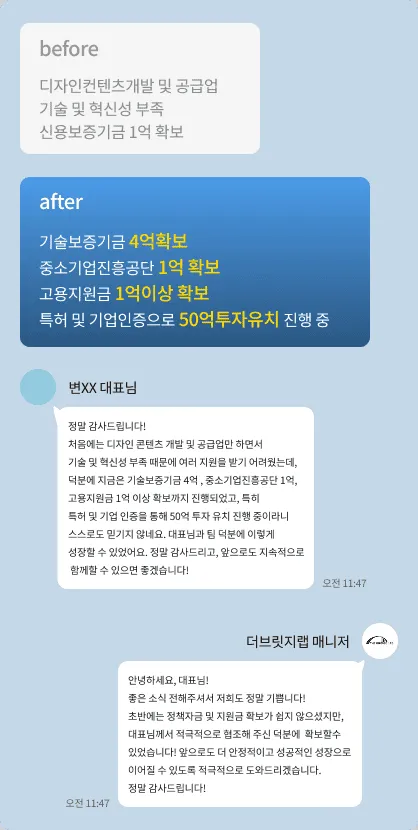 before
디자인컨텐츠개발 및 공급업
기술 및 혁신성 부족
신용보증기금 1억 확보
after
기술보증기금 4억확보
중소기업진흥공단 1억 확보
고용지원금 1억이상 확보
특허 및 기업인증으로 50억투자유치 진행 중
변XX 대표님
정말 감사드립니다!
처음에는 디자인 콘텐츠 개발 및 공급업만 하면서
기술 및 혁신성 부족 때문에 여러 지원을 받기 어려웠는데,
덕분에 지금은 기술보증기금 4억 , 중소기업진흥공단 1억,
고용지원금 1억 이상 확보까지 진행되었고, 특허
특허 및 기업 인증을 통해 50억 투자 유치 진행 중이라니
스스로도 믿기지 않네요. 대표님과 팀 덕분에 이렇게
성장할 수 있었어요. 정말 감사드리고, 앞으로도 지속적으로
함께할 수 있으면 좋겠습니다!
오전 11:47
더브릿지랩 매니저
안녕하세요, 대표님!
좋은 소식 전해주셔서 저희도 정말 기쁩니다!
초반에는 정책자금 및 지원금 확보가 쉽지 않으셨지만,
대표님께서 적극적으로 협조해 주신 덕분에 확보할수
있었습니다! 앞으로도 더 안정적이고 성공적인 성장으로
이어질 수 있도록 적극적으로 도와드리겠습니다.
정말 감사드립니다!
오전 11:47